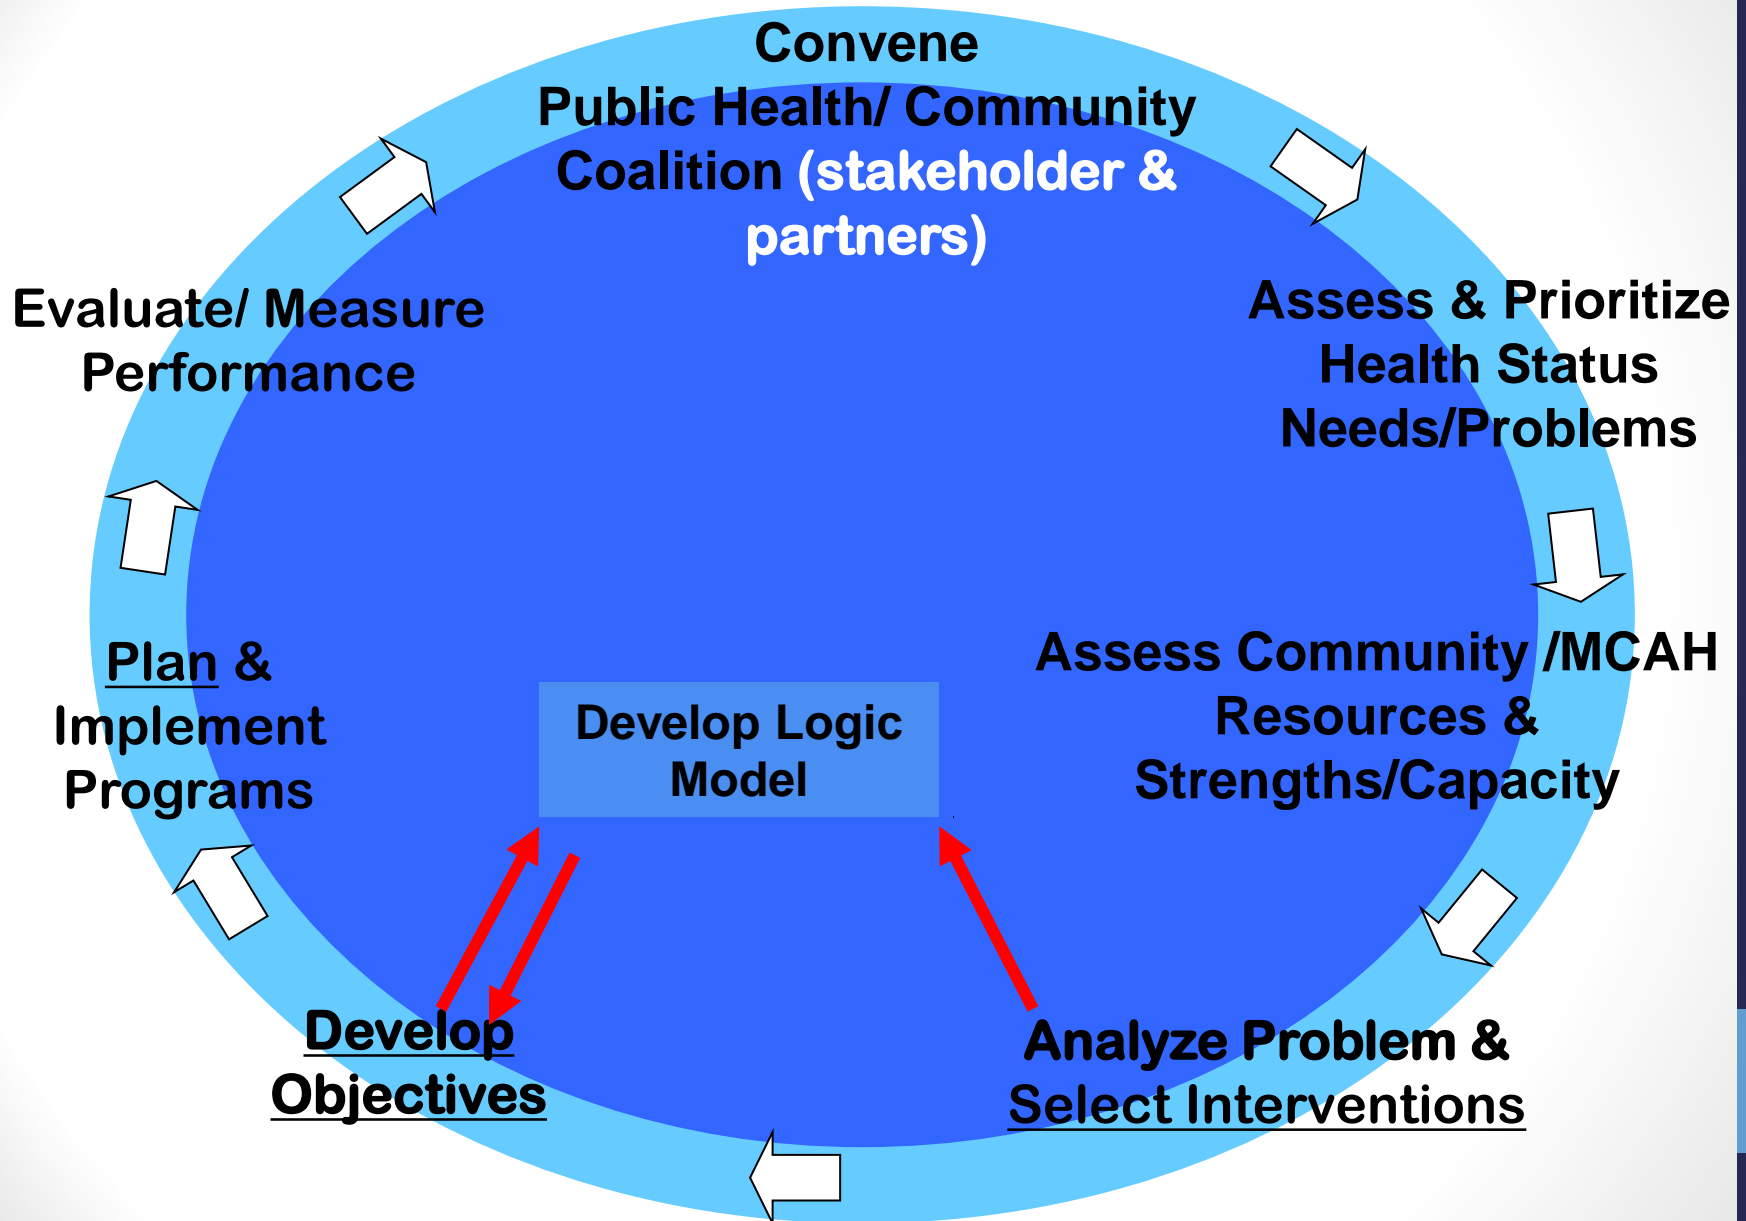 Convene
Public Health/ Community
Coalition (stakeholder &
partners)
Assess & Prioritize
Health Status
Needs/Problems
Assess Community /MCAH
Resources &
Strengths/Capacity
Analyze Problem &
Select Interventions
Develop
Objectives
Plan &
Implement
Programs
Evaluate/ Measure
Performance
Develop Logic
Model